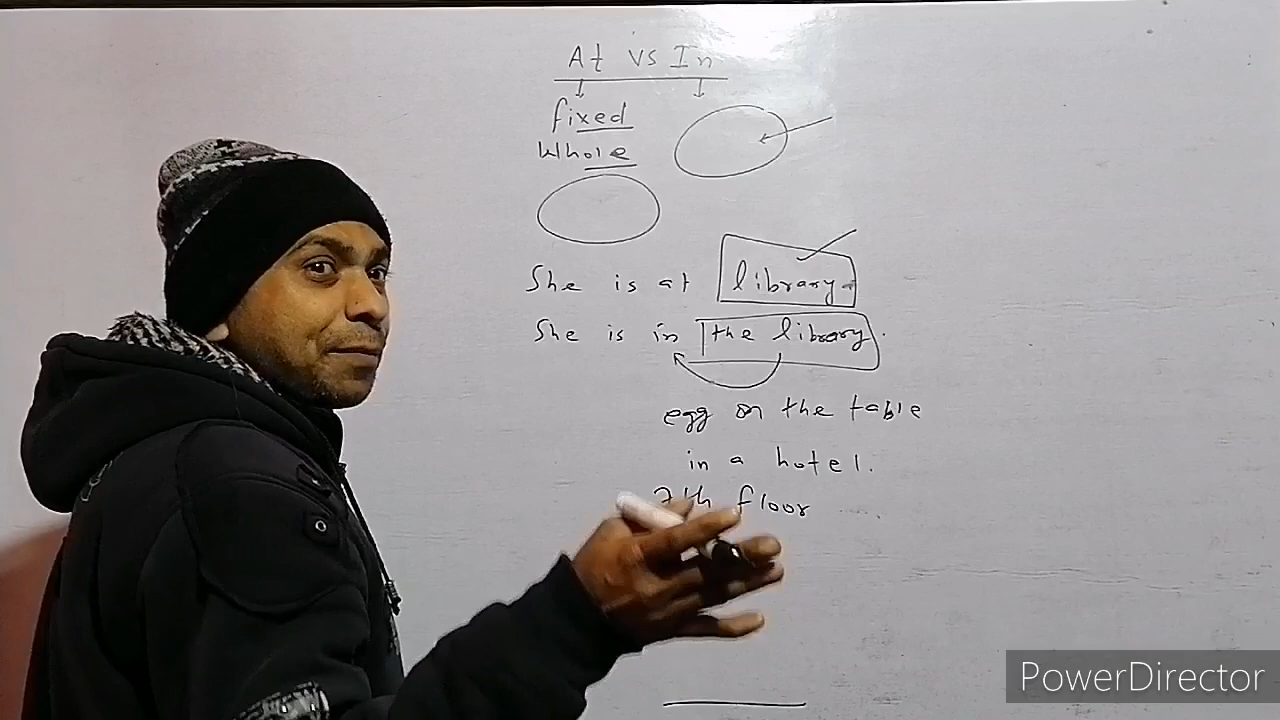 At vs In
fixed
Whole
She is at library.
She is in the library.
egg on the table
in a hotel.
7th floor
PowerDirector